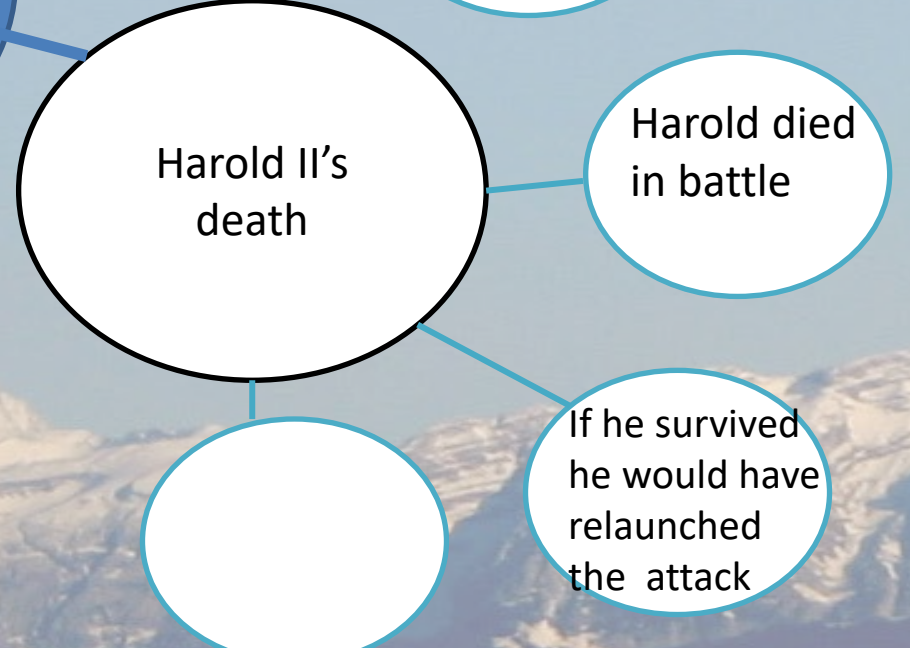 Harold II’s
death
Harold died
in battle
If he survived
he would have
relaunched
the  attack